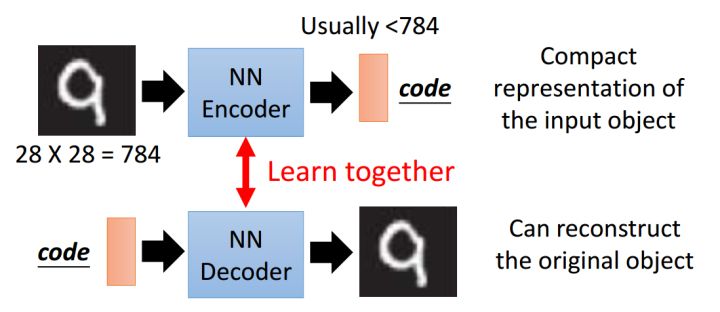 Usually <784
NN
Encoder
code
Compact
representation of
the input object
28 X 28 = 784
Learn together
code
NN
Decoder
Can reconstruct
the original object